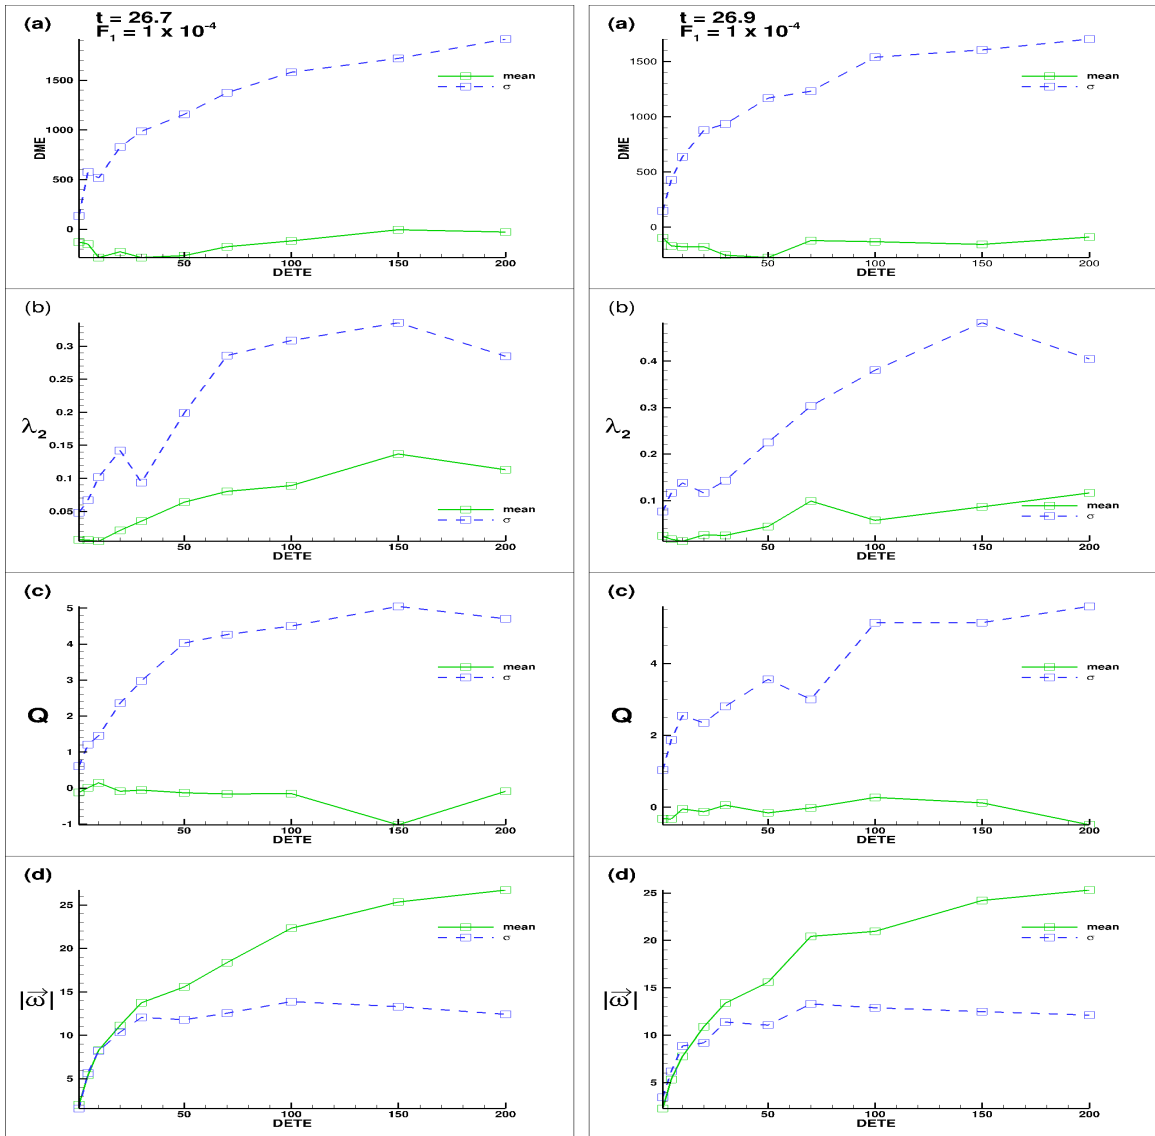 (a)
t = 26.7
F₁ = 1 x 10⁻⁴
1500
1000
500
0
DME
mean
σ
50
100
150
200
DETE
(b)
0.3
0.25
0.2
0.15
0.1
0.05
λ₂
mean
σ
50
100
150
200
DETE
(c)
5
4
3
2
1
0
-1
Q
mean
σ
50
100
150
200
DETE
(d)
25
20
15
10
5
|ω⃗|
mean
σ
50
100
150
200
DETE
(a)
t = 26.9
F₁ = 1 x 10⁻⁴
1500
1000
500
0
DME
mean
σ
50
100
150
200
DETE
(b)
0.4
0.3
0.2
0.1
λ₂
mean
σ
50
100
150
200
DETE
(c)
4
2
0
Q
mean
σ
50
100
150
200
DETE
(d)
25
20
15
10
5
|ω⃗|
mean
σ
50
100
150
200
DETE